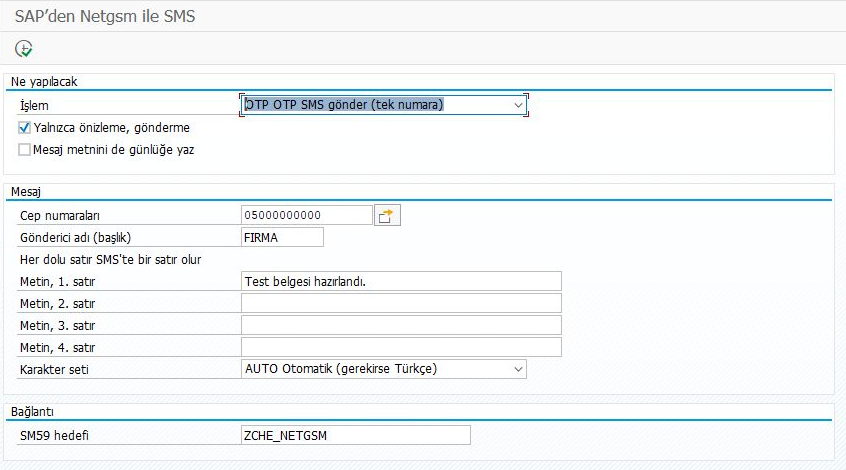 SAP’den Netgsm ile SMS
Ne yapılacak
İşlem OTP OTP SMS gönder (tek numara)
Yalnızca önizleme, gönderme
Mesaj metnini de günlüğe yaz
Mesaj
Cep numaraları 05000000000
Gönderici adı (başlık) FIRMA
Her dolu satır SMS'te bir satır olur
Metin, 1. satır Test belgesi hazırlandı.
Metin, 2. satır
Metin, 3. satır
Metin, 4. satır
Karakter seti AUTO Otomatik (gerekirse Türkçe)
Bağlantı
SM59 hedefi ZCHE_NETGSM